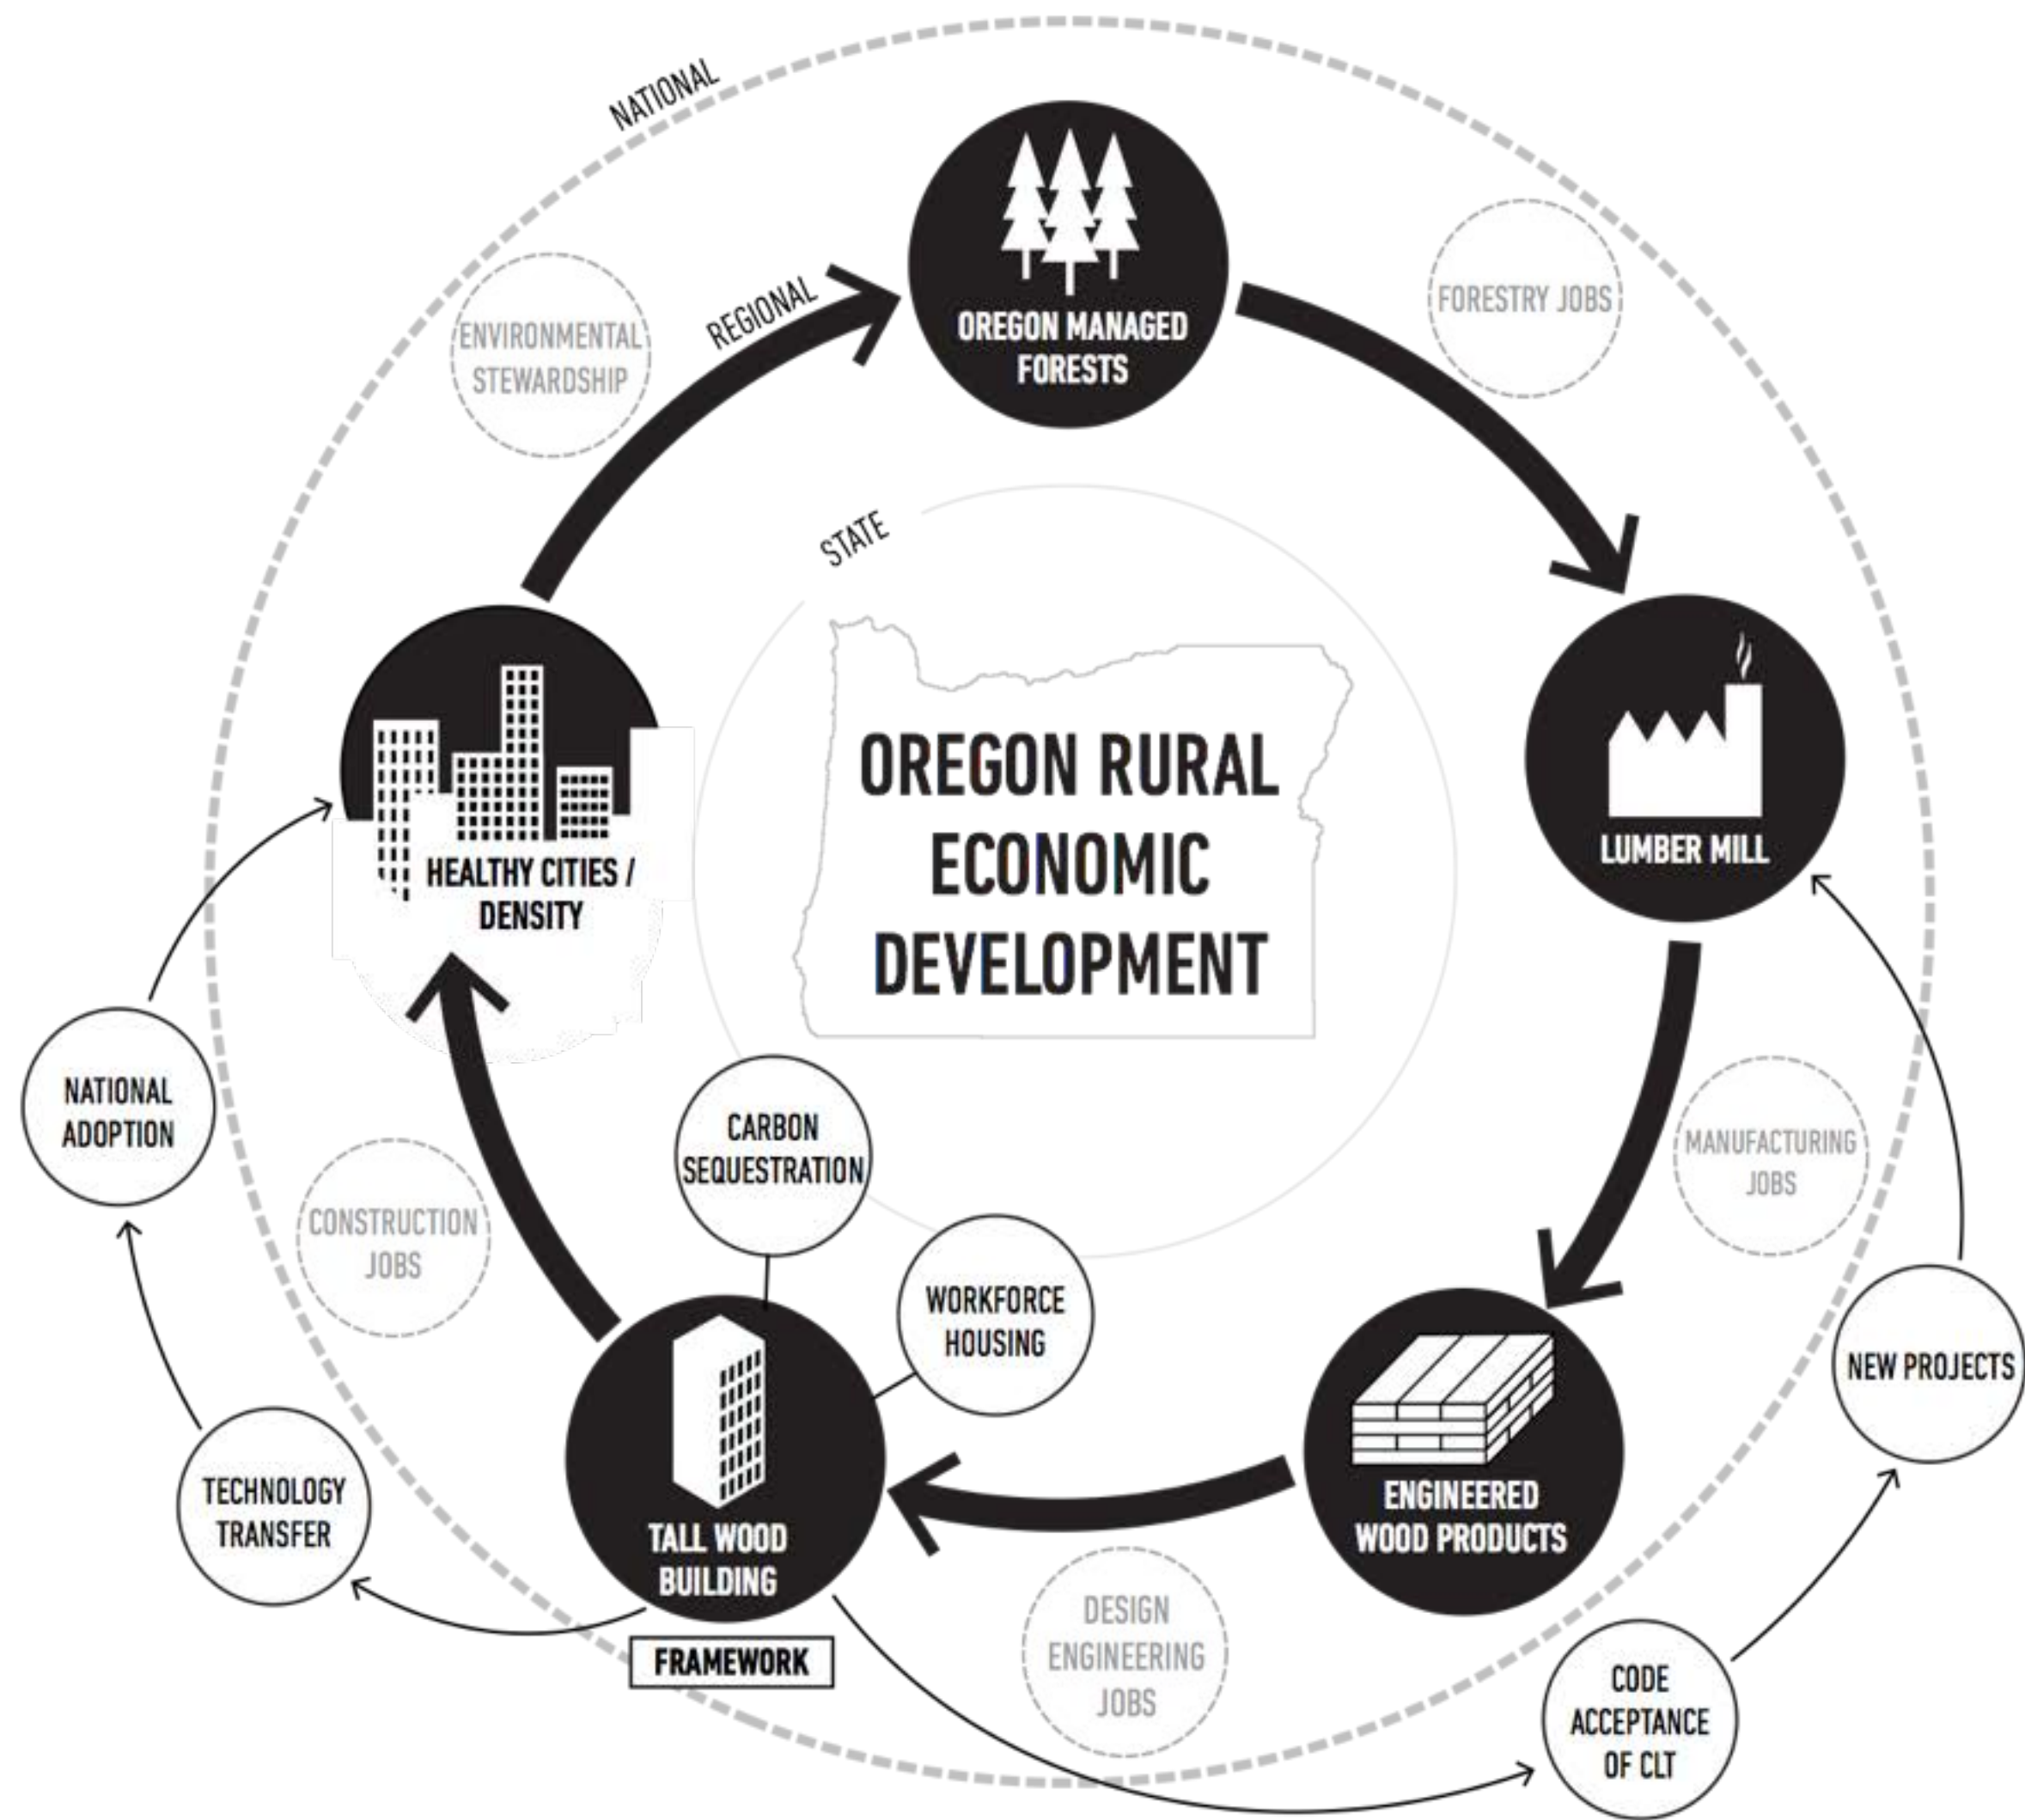 NATIONAL
REGIONAL
STATE
OREGON MANAGED
FORESTS
FORESTRY JOBS
ENVIRONMENTAL
STEWARDSHIP
LUMBER MILL
HEALTHY CITIES /
DENSITY
OREGON RURAL
ECONOMIC
DEVELOPMENT
NATIONAL
ADOPTION
CARBON
SEQUESTRATION
MANUFACTURING
JOBS
CONSTRUCTION
JOBS
WORKFORCE
HOUSING
NEW PROJECTS
TECHNOLOGY
TRANSFER
TALL WOOD
BUILDING
FRAMEWORK
ENGINEERED
WOOD PRODUCTS
DESIGN
ENGINEERING
JOBS
CODE
ACCEPTANCE
OF CLT